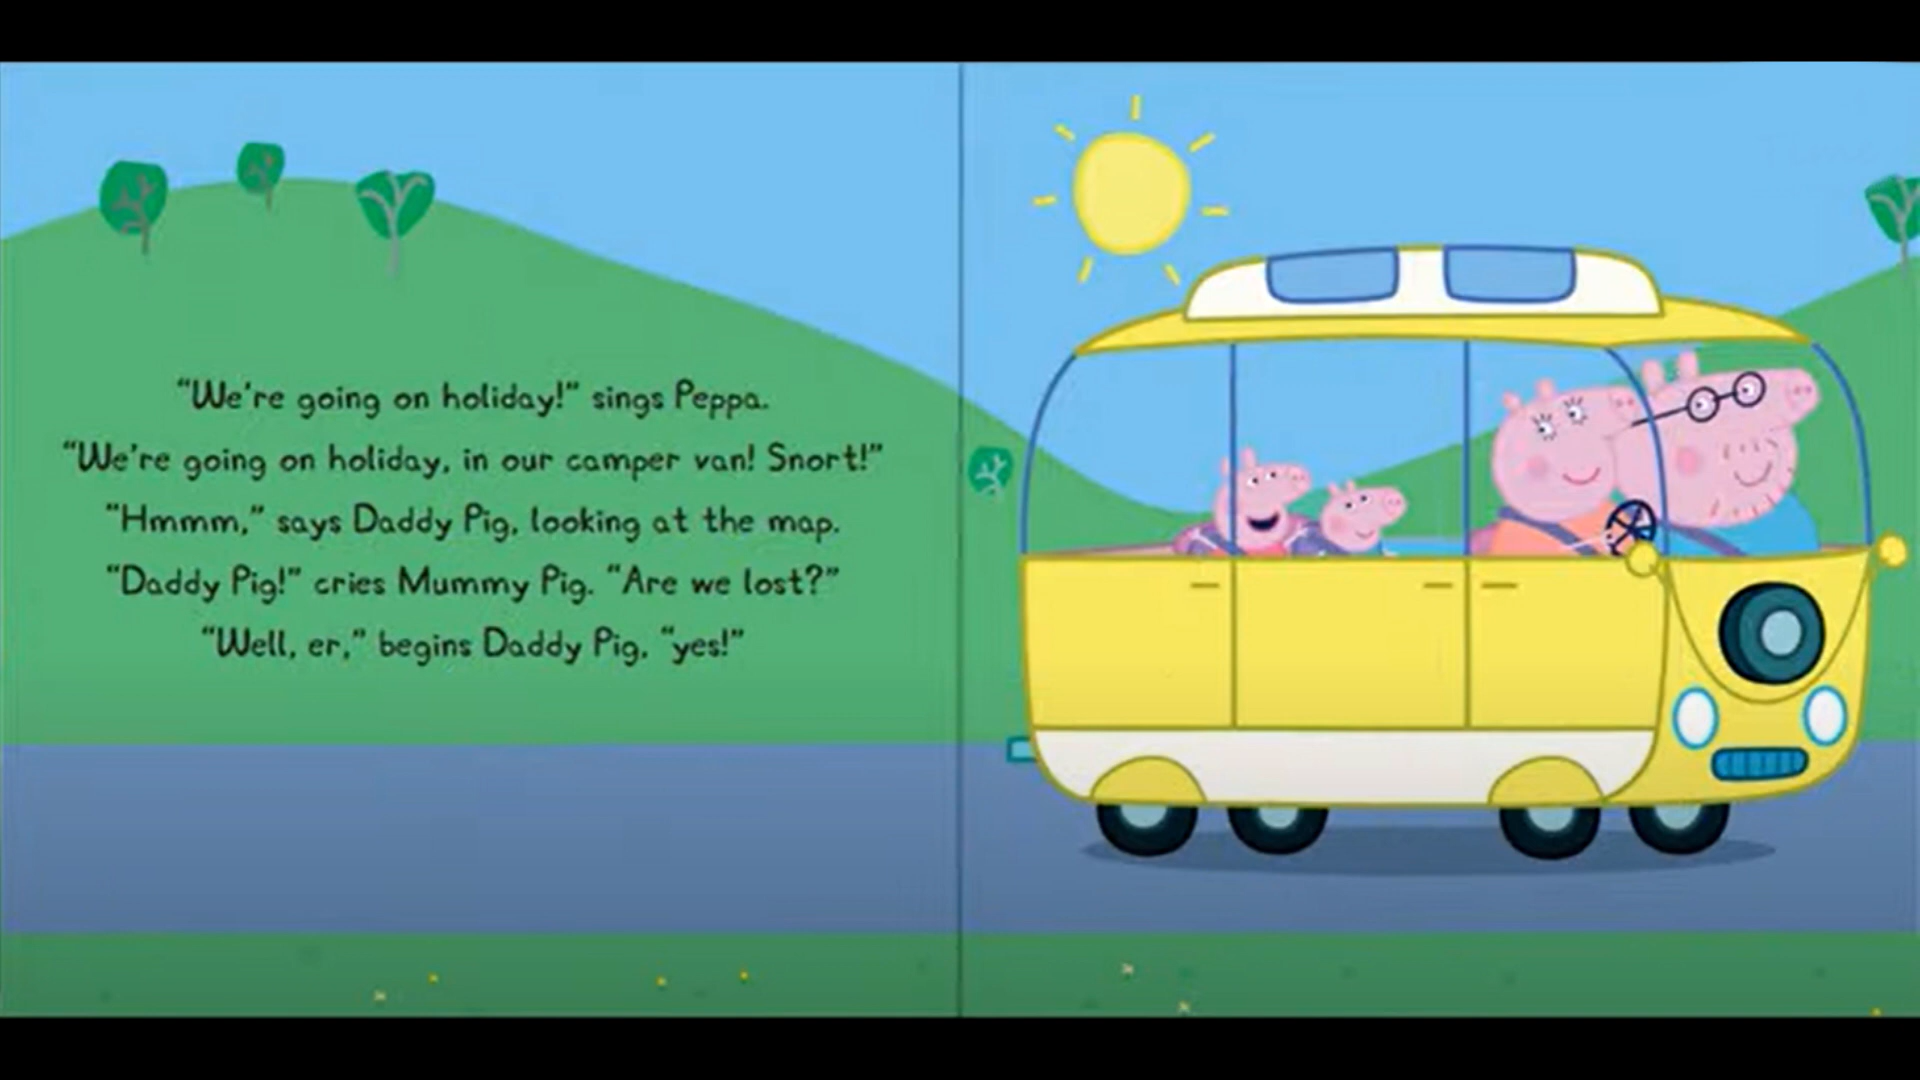 “We’re going on holiday!” sings Peppa.
“We’re going on holiday, in our camper van! Snort!”
“Hmmm,” says Daddy Pig, looking at the map.
“Daddy Pig!” cries Mummy Pig. “Are we lost?”
“Well, er,” begins Daddy Pig, “yes!”